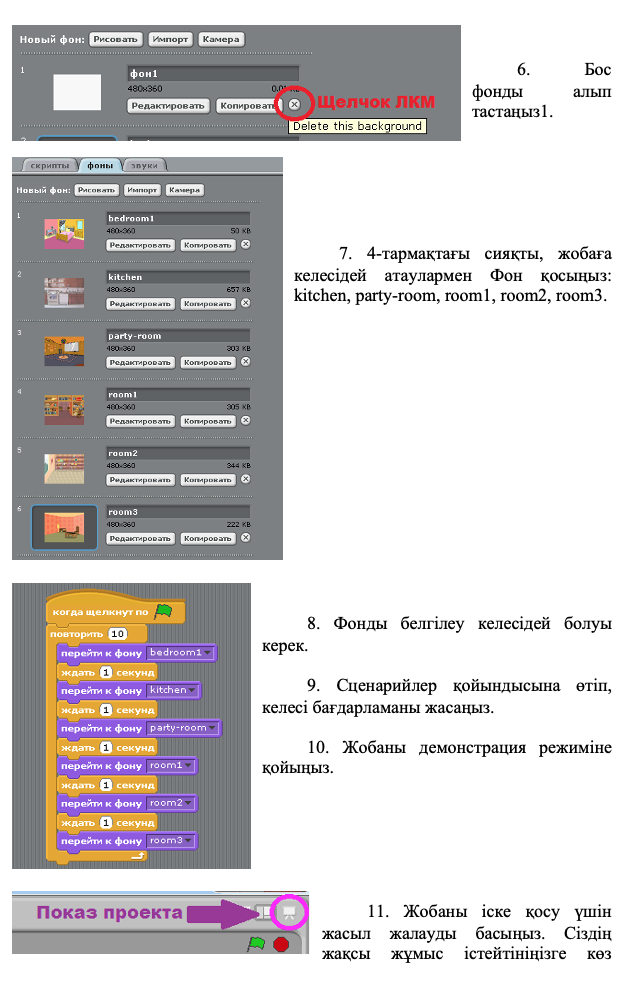 Новый фон: Рисовать Импорт Камера
1
фон1
480x360
Редактировать Копировать
Щелчок ЛКМ
Delete this background
6. Бос
фонды алып
тастаңыз1.
скрипты фоны звуки
Новый фон: Рисовать Импорт Камера
1 bedroom1
480x360 50 KB
Редактировать Копировать
2 kitchen
480x360 657 KB
Редактировать Копировать
3 party-room
480x360 303 KB
Редактировать Копировать
4 room1
480x360 305 KB
Редактировать Копировать
5 room2
480x360 344 KB
Редактировать Копировать
6 room3
480x360 222 KB
Редактировать Копировать
7. 4-тармақтағы сияқты, жобаға
келесідей атаулармен Фон қосыңыз:
kitchen, party-room, room1, room2, room3.
когда щелкнут по
повторить 10
перейти к фону bedroom1
ждать 1 секунд
перейти к фону kitchen
ждать 1 секунд
перейти к фону party-room
ждать 1 секунд
перейти к фону room1
ждать 1 секунд
перейти к фону room2
ждать 1 секунд
перейти к фону room3
8. Фонды белгілеу келесідей болуы
керек.
9. Сценарийлер қойындысына өтіп,
келесі бағдарламаны жасаңыз.
10. Жобаны демонстрация режиміне
қойыңыз.
Показ проекта
11. Жобаны іске қосу үшін
жасыл жалауды басыңыз. Сіздің
жақсы жұмыс істейтініңізге көз